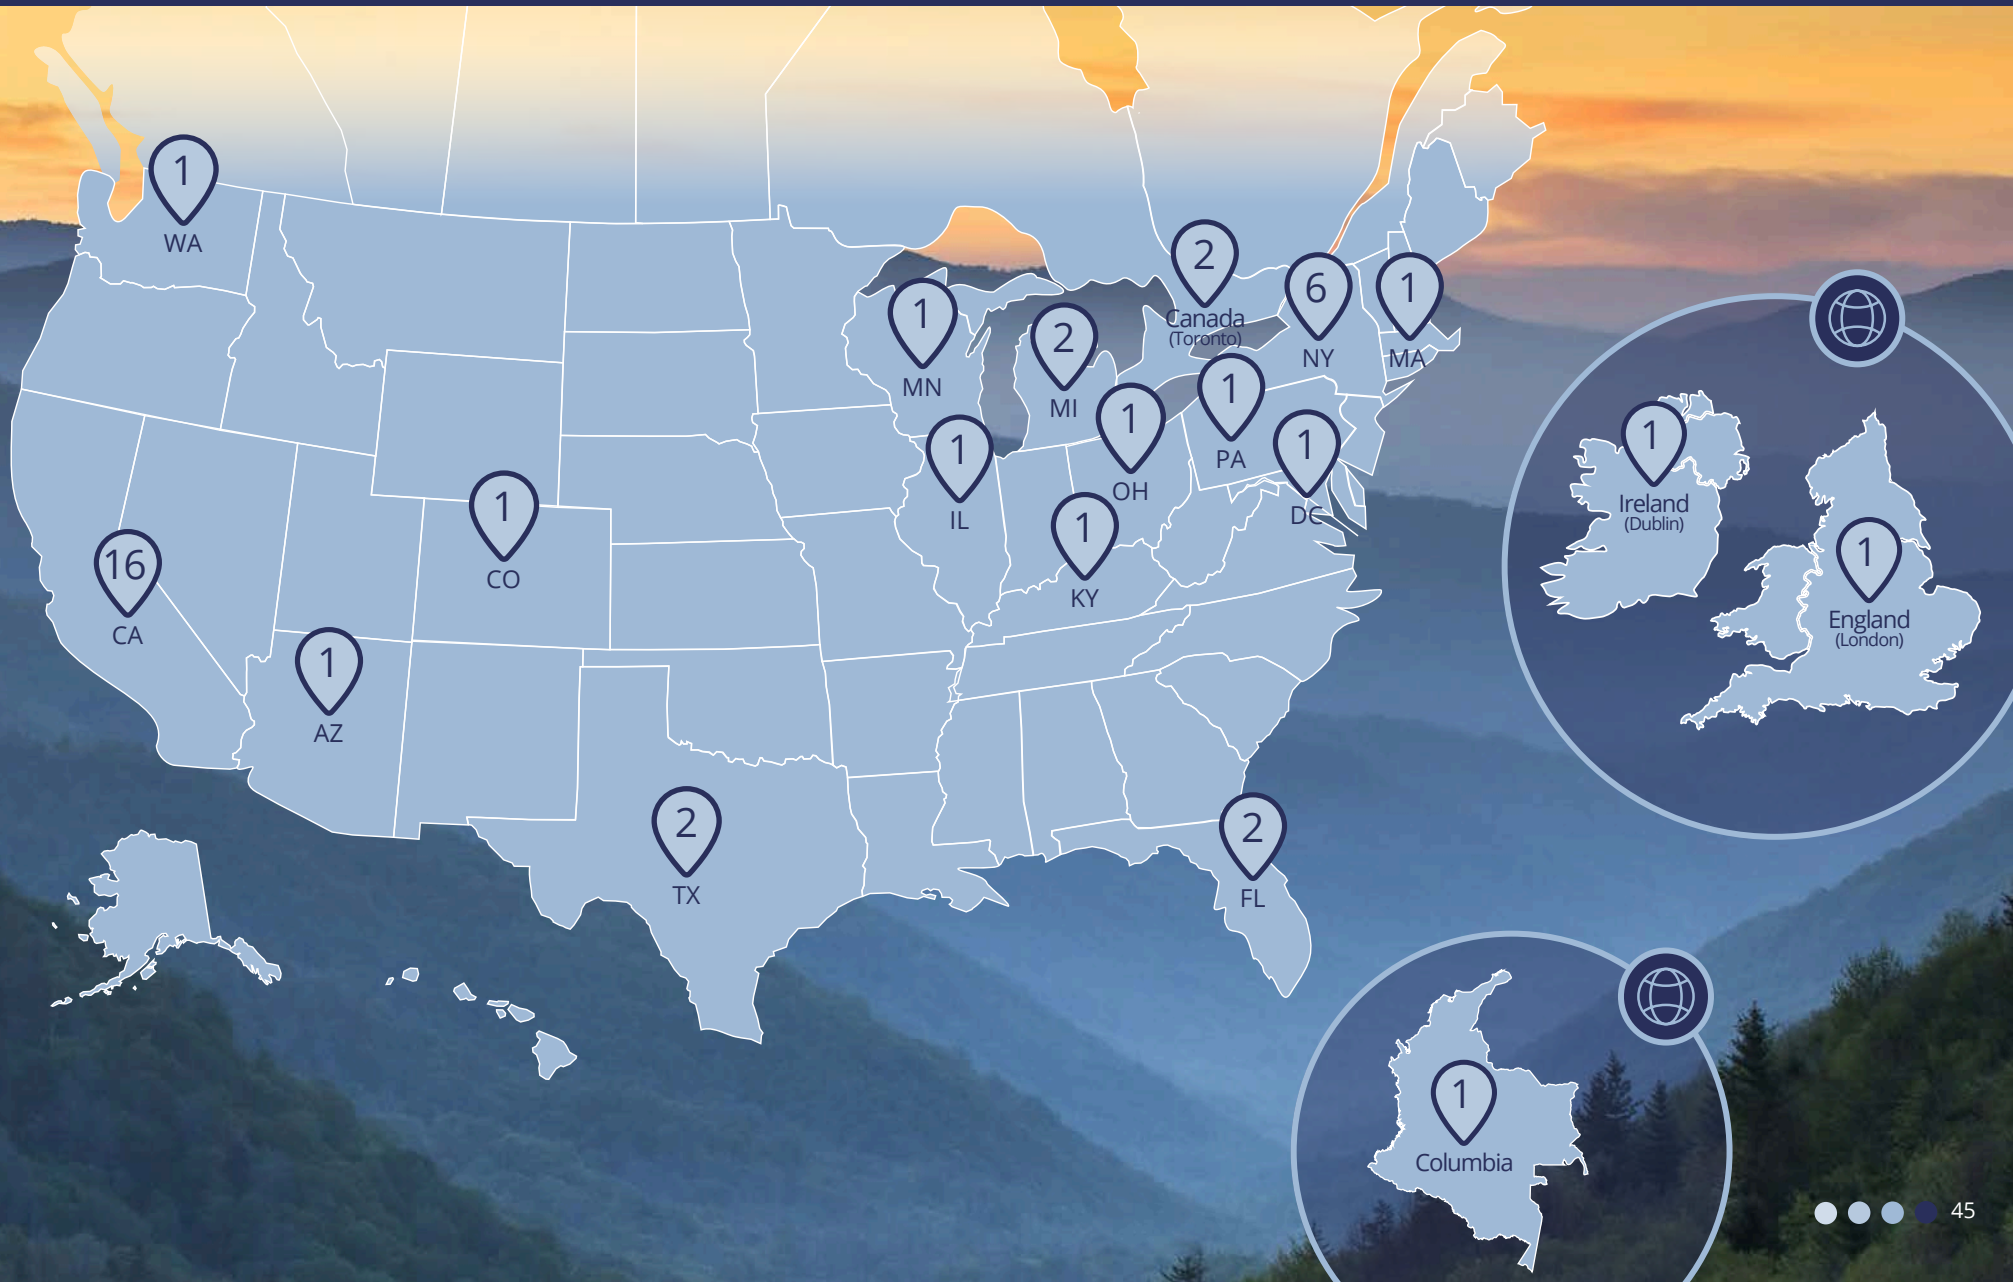 1
WA
2
Canada
(Toronto)
6
NY
1
MA
1
MN
2
MI
1
PA
1
OH
1
DC
1
IL
1
KY
1
CO
16
CA
1
AZ
2
TX
2
FL
1
Ireland
(Dublin)
1
England
(London)
1
Columbia
45